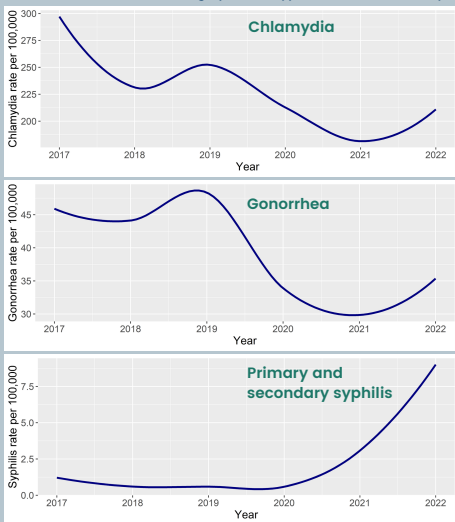 Chlamydia
Chlamydia rate per 100,000
300
275
250
225
200
2017 2018 2019 2020 2021 2022
Year
Gonorrhea
Gonorrhea rate per 100,000
45
40
35
30
2017 2018 2019 2020 2021 2022
Year
Primary and
secondary syphilis
Syphilis rate per 100,000
7.5
5.0
2.5
0.0
2017 2018 2019 2020 2021 2022
Year